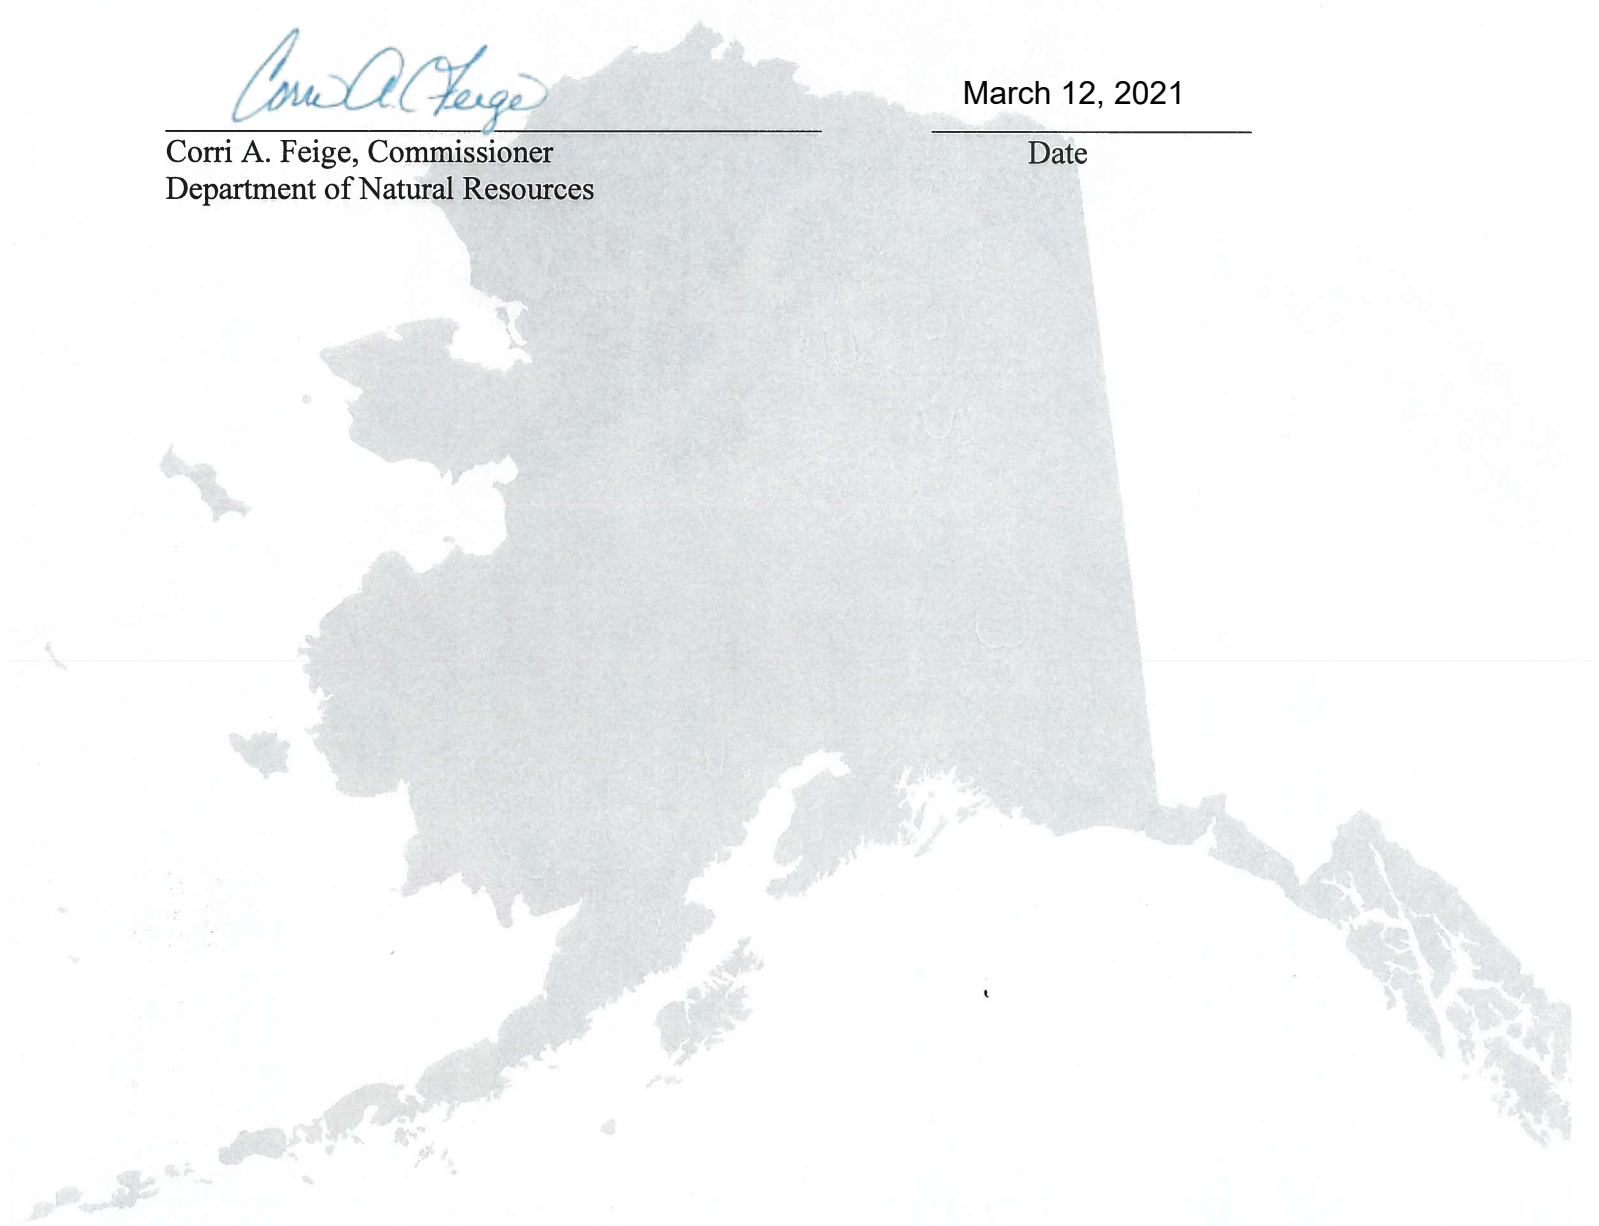 Corri A. Feige
March 12, 2021
Corri A. Feige, Commissioner
Date
Department of Natural Resources